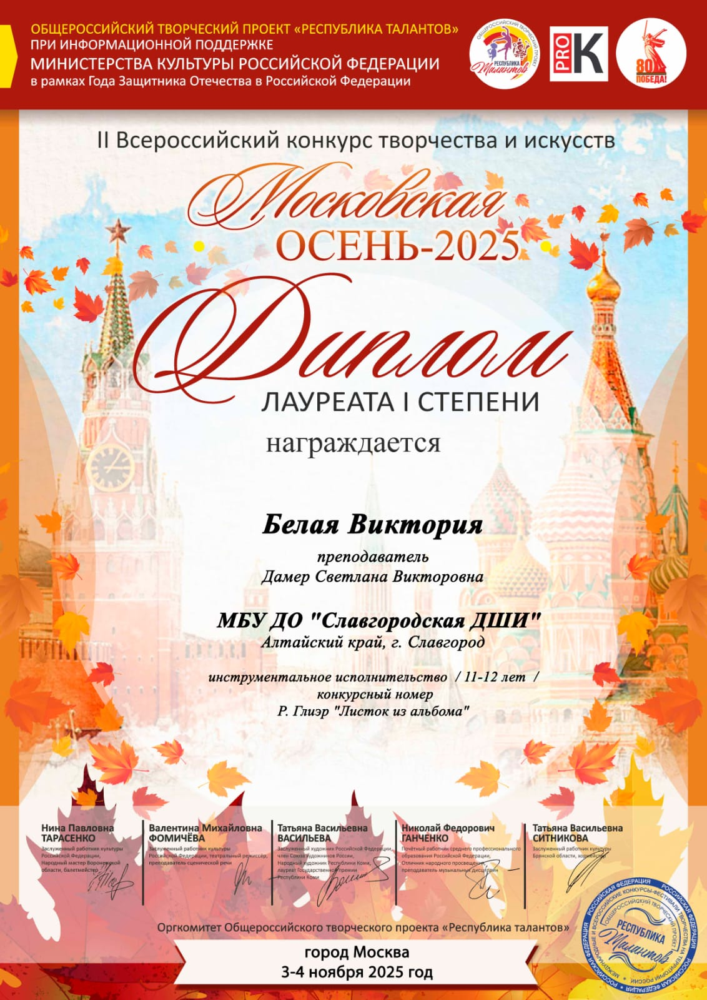 ОБЩЕРОССИЙСКИЙ ТВОРЧЕСКИЙ ПРОЕКТ «РЕСПУБЛИКА ТАЛАНТОВ»
ПРИ ИНФОРМАЦИОННОЙ ПОДДЕРЖКЕ
МИНИСТЕРСТВА КУЛЬТУРЫ РОССИЙСКОЙ ФЕДЕРАЦИИ
в рамках Года Защитника Отечества в Российской Федерации
ОБЩЕРОССИЙСКИЙ ТВОРЧЕСКИЙ ПРОЕКТ
РЕСПУБЛИКА
Талантов
PRO К
80
ПОБЕДА!
II Всероссийский конкурс творчества и искусств
Московская
ОСЕНЬ-2025
Диплом
ЛАУРЕАТА I СТЕПЕНИ
награждается
Белая Виктория
преподаватель
Дамер Светлана Викторовна
МБУ ДО "Славгородская ДШИ"
Алтайский край, г. Славгород
инструментальное исполнительство / 11-12 лет /
конкурсный номер
Р. Глиэр "Листок из альбома"
Нина Павловна
ТАРАСЕНКО
Заслуженный работник культуры
Российской Федерации,
Народный мастер Воронежской
области, балетмейстер
Валентина Михайловна
ФОМИЧЁВА
Заслуженный работник культуры
Российской Федерации, театральный режиссёр,
преподаватель сценической речи
Татьяна Васильевна
ВАСИЛЬЕВА
Заслуженный художник Российской Федерации,
член Союза художников России,
Народный художник Республики Коми,
лауреат Государственной премии
Республики Коми
Николай Федорович
ГАНЧЕНКО
Почётный работник среднего профессионального
образования Российской Федерации,
Отличник народного просвещения,
преподаватель музыкальных дисциплин
Татьяна Васильевна
СИТНИКОВА
Заслуженный работник культуры
Брянской области, хормейстер
Оргкомитет Общероссийского творческого проекта «Республика талантов»
город Москва
3-4 ноября 2025 год
РОССИЙСКАЯ ФЕДЕРАЦИЯ РОССИЙСКАЯ ФЕДЕРАЦИЯ РОССИЙСКАЯ ФЕДЕРАЦИЯ РОССИЙСКАЯ ФЕДЕРАЦИЯ
МЕЖДУНАРОДНЫЕ И ВСЕРОССИЙСКИЕ КОНКУРСЫ-ФЕСТИВАЛИ ТВОРЧЕСТВА НА ТЕРРИТОРИИ РОССИИ
ОБЩЕРОССИЙСКИЙ ТВОРЧЕСКИЙ ПРОЕКТ
РЕСПУБЛИКА
Талантов